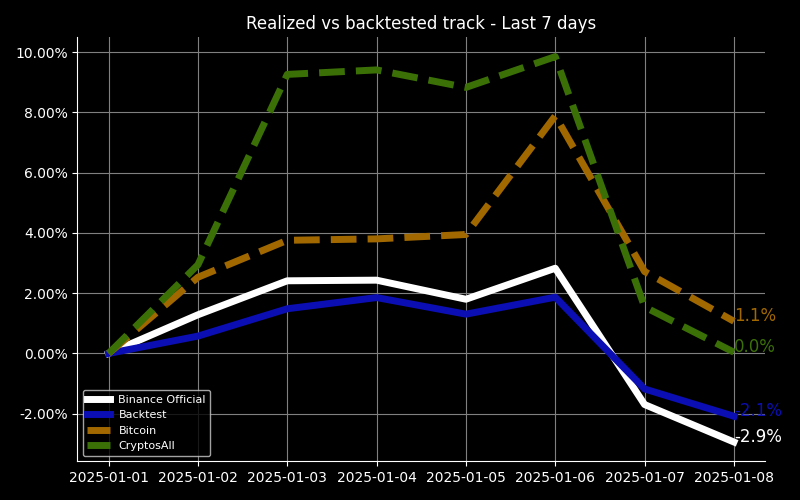 Realized vs backtested track - Last 7 days
10.00%
8.00%
6.00%
4.00%
2.00%
0.00%
-2.00%
1.1%
0.0%
-2.1%
-2.9%
Binance Official
Backtest
Bitcoin
CryptosAll
2025-01-01 2025-01-02 2025-01-03 2025-01-04 2025-01-05 2025-01-06 2025-01-07 2025-01-08